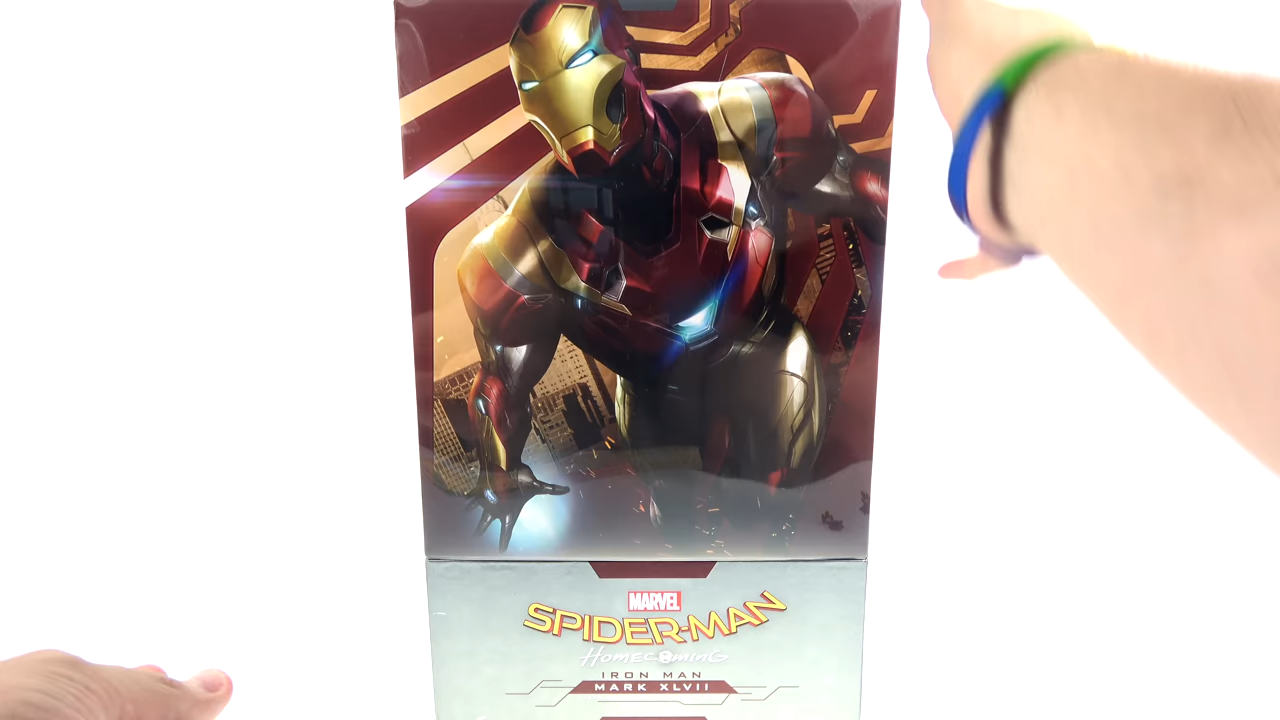 MARVEL
SPIDER-MAN
HOMECOMING
IRON MAN
MARK XLVII